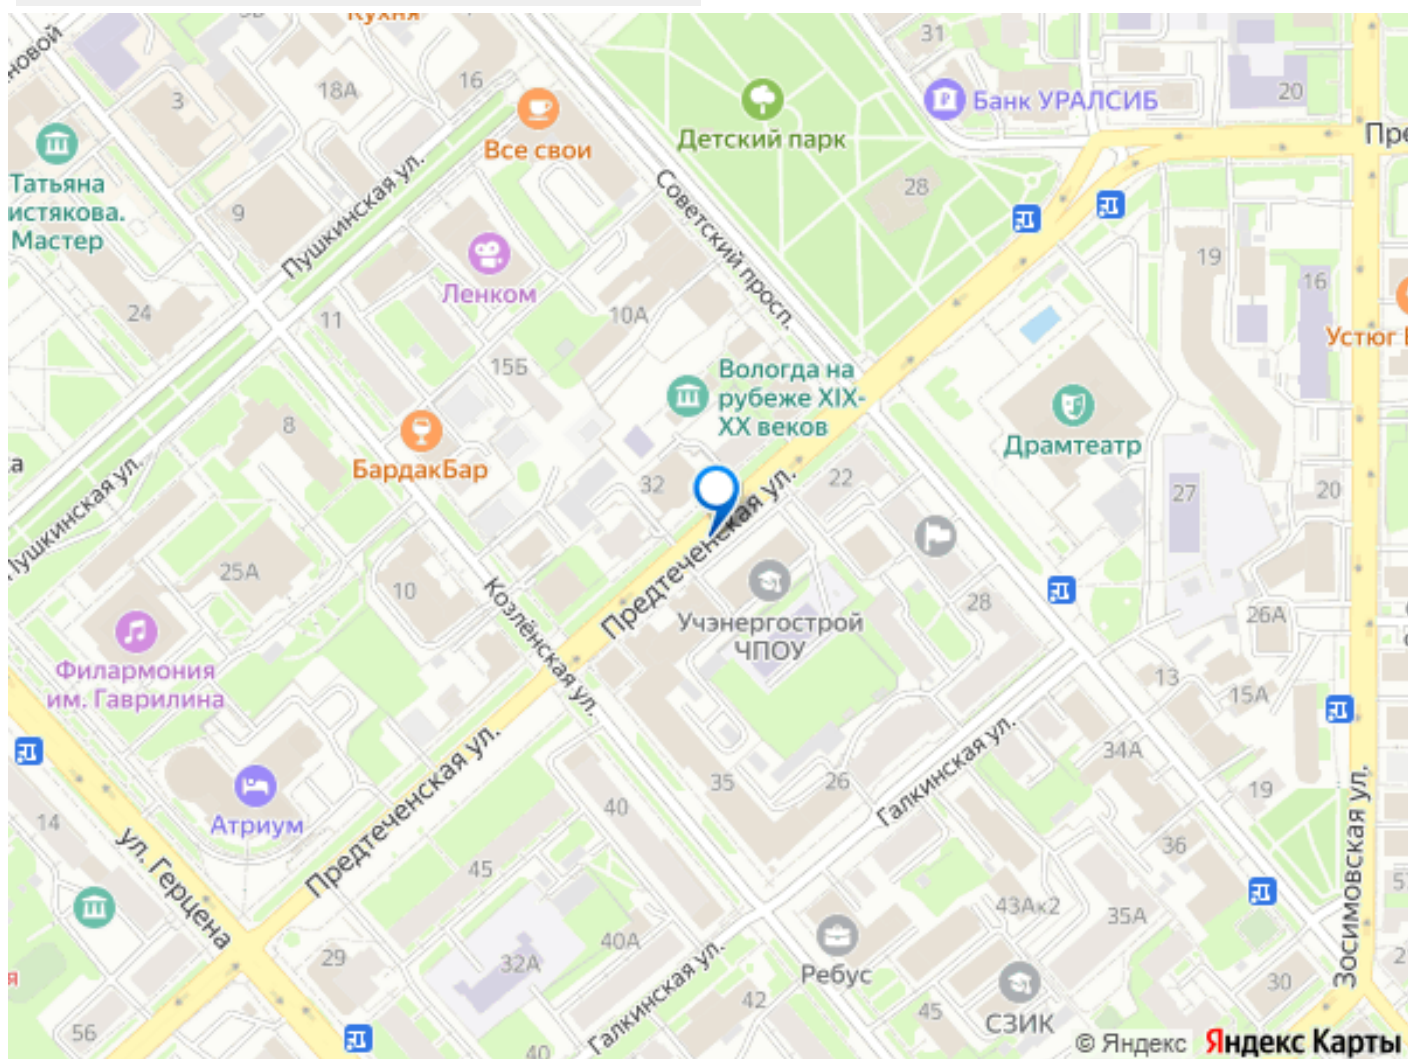 Кухня
новой
3
18А
16
31
Банк УРАЛСИБ
20
Пре
Все свои
Детский парк
Татьяна
истякова.
Мастер
9
Пушкинская ул.
Советский просп.
28
19
16
Ленком
24
11
10А
15Б
Устюг
Вологда на
рубеже XIX-
XX веков
8
БардакБар
Драмтеатр
а
Пушкинская ул.
32
22
27
20
Предтеченская ул.
25А
10
Козлёнская ул.
Учэнергострой
ЧПОУ
28
26А
Филармония
им. Гаврилина
13
15А
34А
Предтеченская ул.
35
26
Галкинская ул.
19
Атриум
14
ул. Герцена
40
45
36
Зосимовская ул.
43Ак2
35А
5
29
40А
32А
Ребус
я
Галкинская ул.
42
45
СЗИК
30
2
56
40
© Яндекс Яндекс Карты